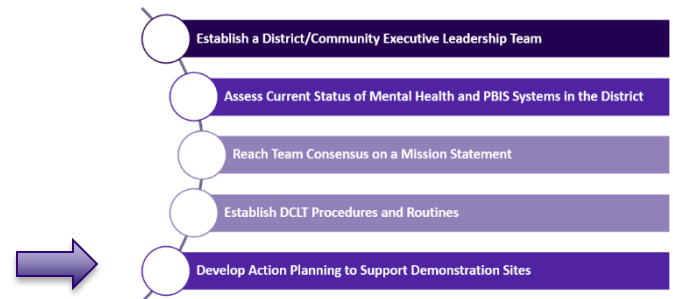 Establish a District/Community Executive Leadership Team
Assess Current Status of Mental Health and PBIS Systems in the District
Reach Team Consensus on a Mission Statement
Establish DCLT Procedures and Routines
Develop Action Planning to Support Demonstration Sites